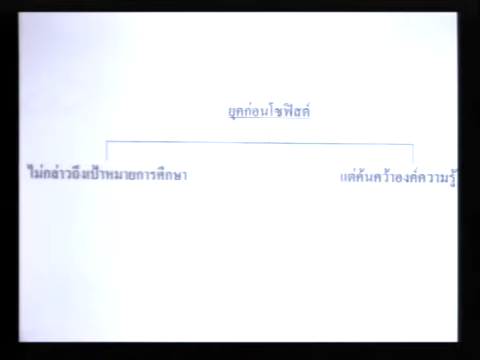 ยุคก่อนโซฟิสต์
ไม่กล่าวถึงเป้าหมายการศึกษา
แต่ค้นคว้าองค์ความรู้